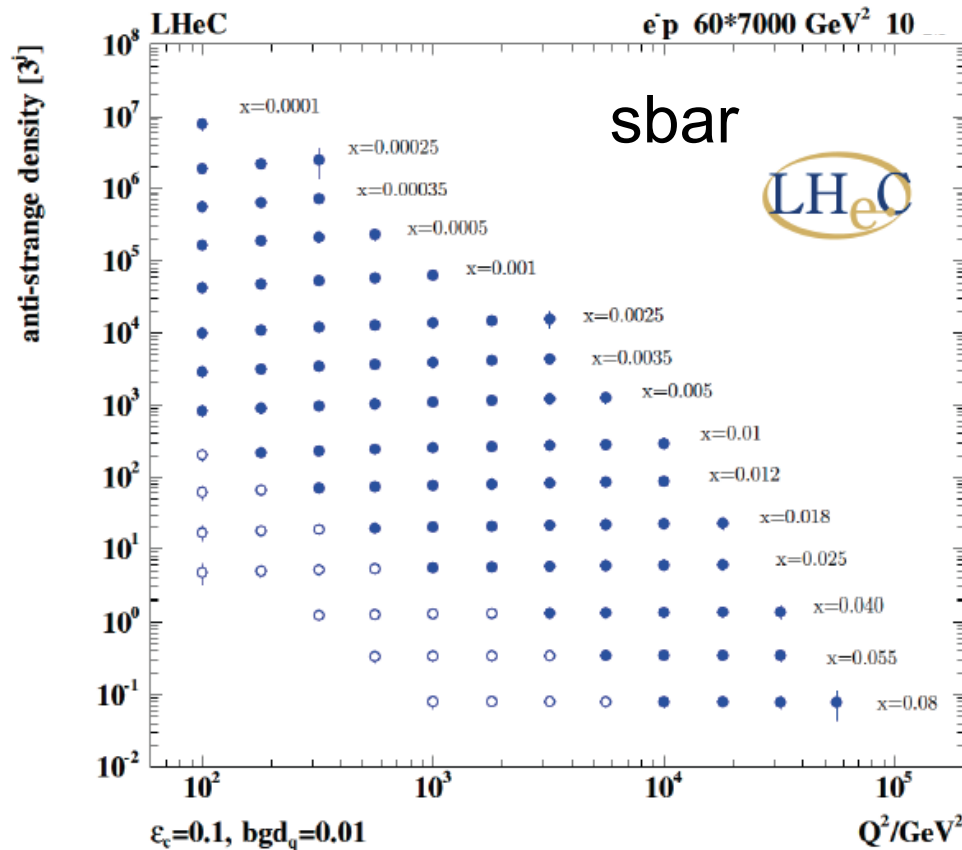 LHeC e⁻p 60*7000 GeV² 10
anti-strange density [3ʲ]
sbar
LHeC
10⁸
10⁷
10⁶
10⁵
10⁴
10³
10²
10¹
10⁰
10⁻¹
10⁻²
x=0.0001
x=0.00025
x=0.00035
x=0.0005
x=0.001
x=0.0025
x=0.0035
x=0.005
x=0.01
x=0.012
x=0.018
x=0.025
x=0.040
x=0.055
x=0.08
10² 10³ 10⁴ 10⁵
ε_c=0.1, bgd_q=0.01 Q²/GeV²